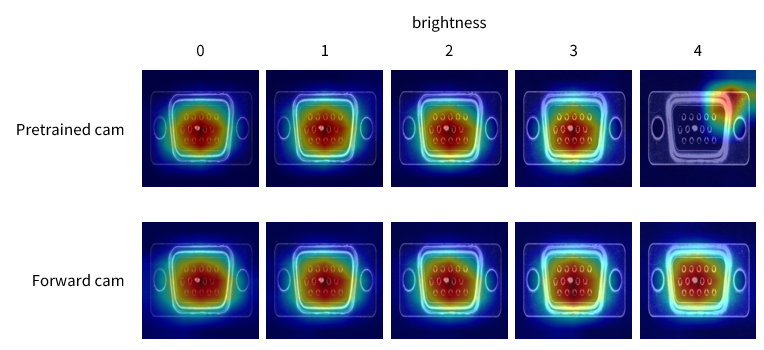 brightness
0 1 2 3 4
Pretrained cam
Forward cam